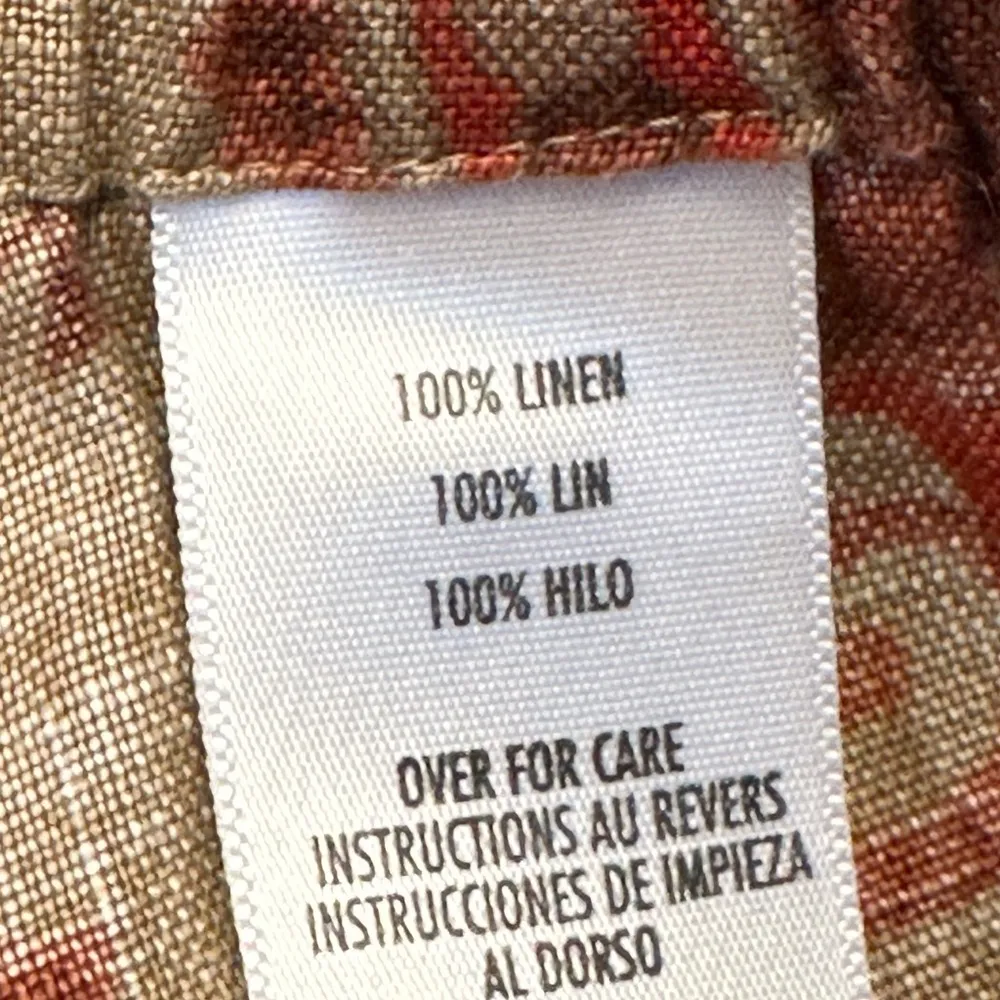 100% LINEN
100% LIN
100% HILO
OVER FOR CARE
INSTRUCTIONS AU REVERS
INSTRUCCIONES DE IMPIEZA
AL DORSO